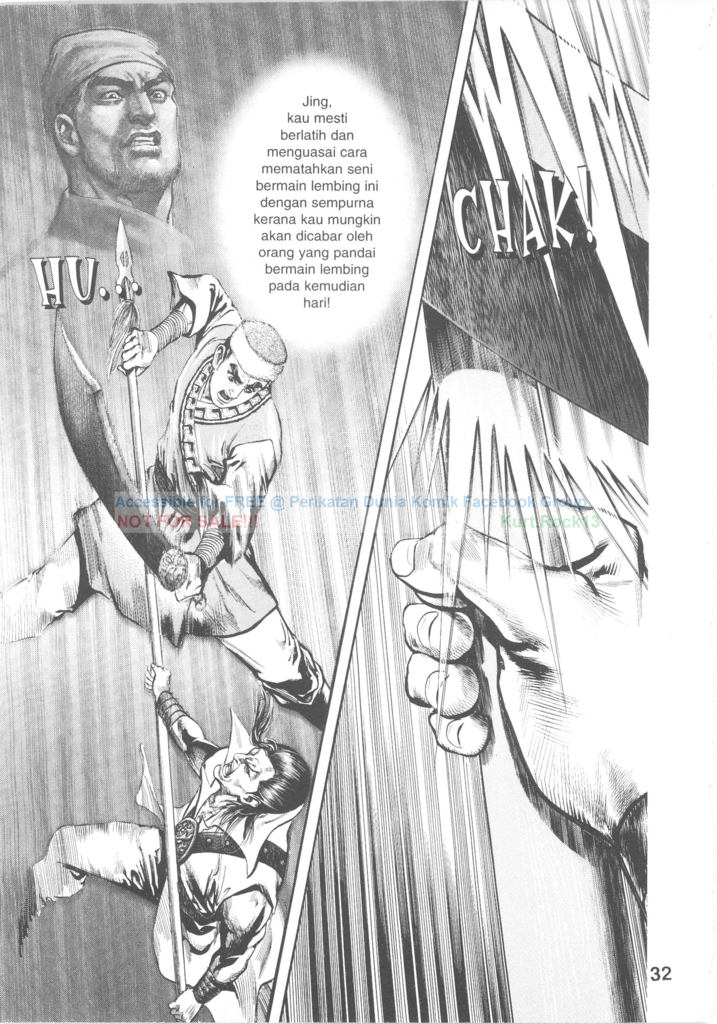 Jing,
kau mesti
berlatih dan
menguasai cara
mematahkan seni
bermain lembing ini
dengan sempurna
kerana kau mungkin
akan dicabar oleh
orang yang pandai
bermain lembing
pada kemudian
hari!
HU...
CHAK!
Accessible for FREE @ Perikatan Dunia Komik Facebook Group
NOT FOR SALE!!!
Kurt Rock13
32